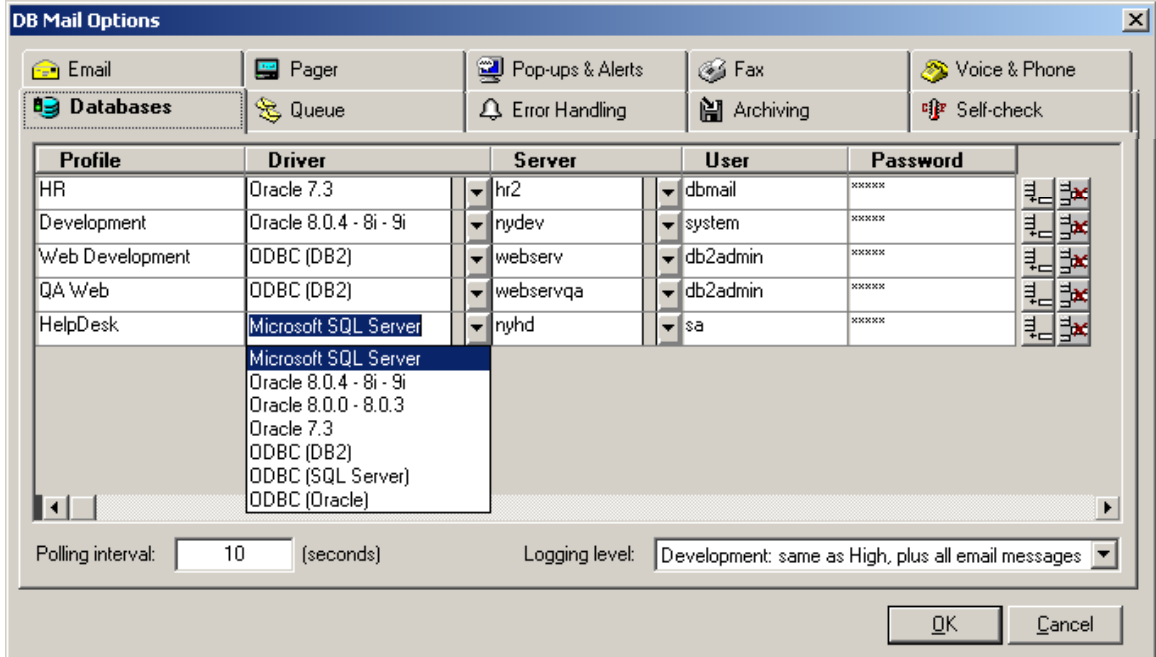 DB Mail Options
Email Pager Pop-ups & Alerts Fax Voice & Phone
Databases Queue Error Handling Archiving Self-check
Profile Driver Server User Password
HR Oracle 7.3 hr2 dbmail *****
Development Oracle 8.0.4 - 8i - 9i nydev system *****
Web Development ODBC (DB2) webserv db2admin *****
QA Web ODBC (DB2) webservqa db2admin *****
HelpDesk Microsoft SQL Server nyhd sa *****
Microsoft SQL Server
Oracle 8.0.4 - 8i - 9i
Oracle 8.0.0 - 8.0.3
Oracle 7.3
ODBC (DB2)
ODBC (SQL Server)
ODBC (Oracle)
Polling interval: 10 (seconds) Logging level: Development: same as High, plus all email messages
OK Cancel